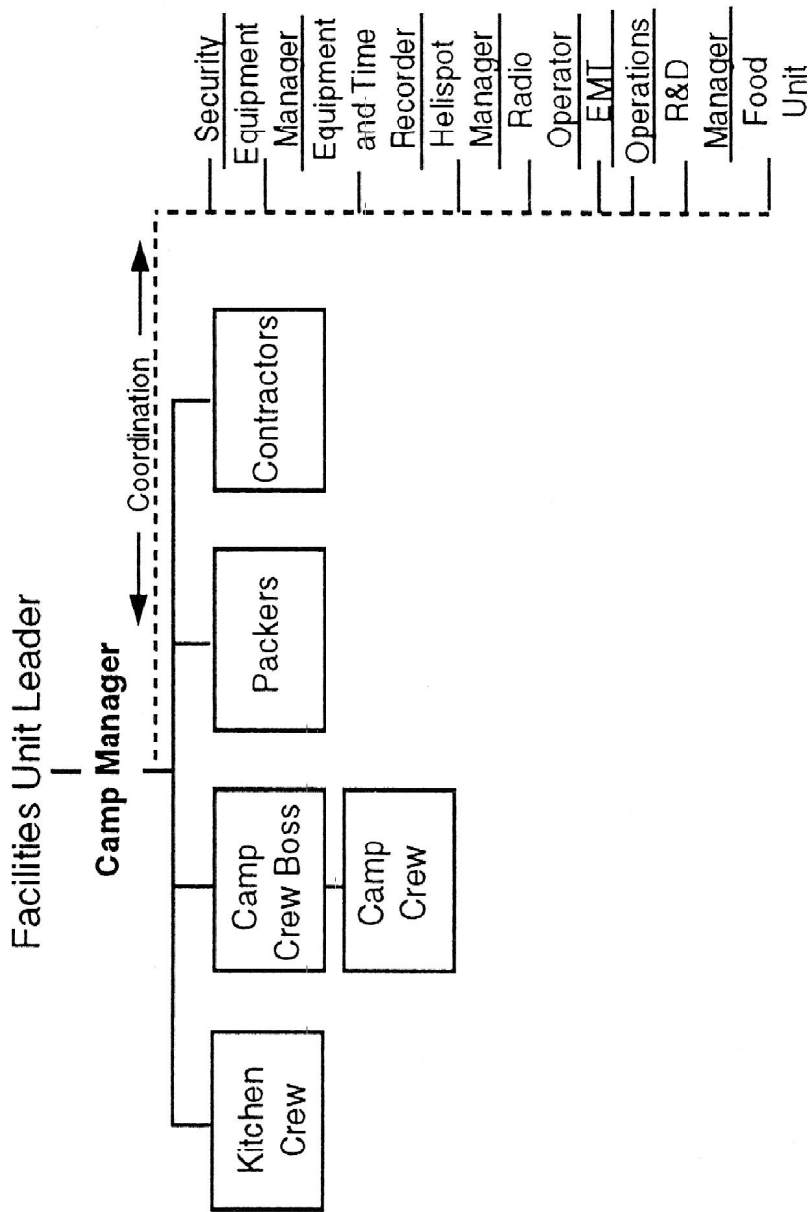 Facilities Unit Leader
Camp Manager
Coordination
Kitchen
Crew
Camp
Crew Boss
Camp
Crew
Packers
Contractors
Security
Equipment
Manager
Equipment
and Time
Recorder
Helispot
Manager
Radio
Operator
EMT
Operations
R&D
Manager
Food
Unit